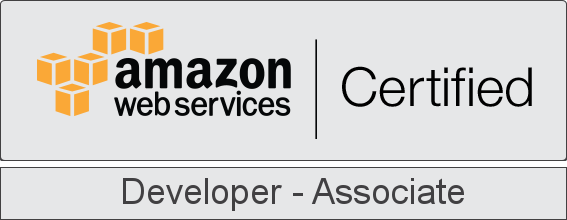 amazon
web services
Certified
Developer - Associate